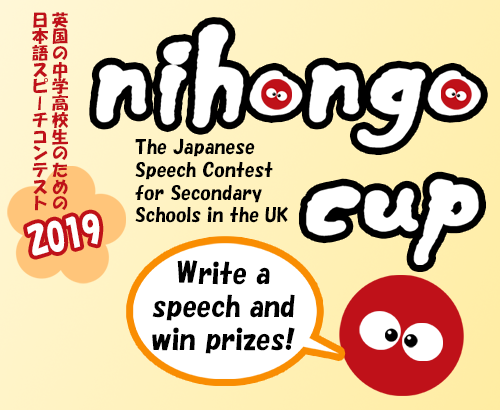 英国の中学高校生のための
日本語スピーチコンテスト
2019
nihongo
cup
The Japanese
Speech Contest
for Secondary
Schools in the UK
Write a
speech and
win prizes!